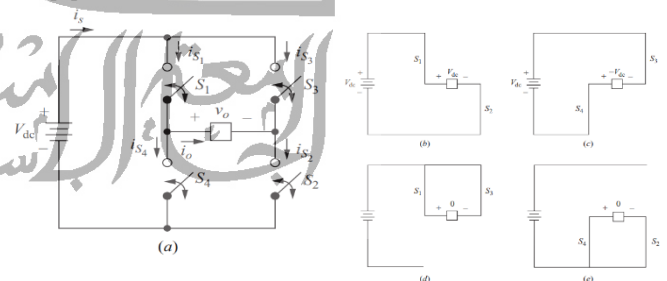 i_s
i_S1
i_S3
S_1
S_3
+
V_dc
−
+ v_o −
i_o
i_S4
i_S2
S_4
S_2
(a)
+
V_dc
−
S_1
+ V_dc −
S_2
(b)
+
V_dc
−
S_4
+ −V_dc −
S_3
(c)
S_1
S_3
+ 0 −
(d)
S_4
+ 0 −
S_2
(e)